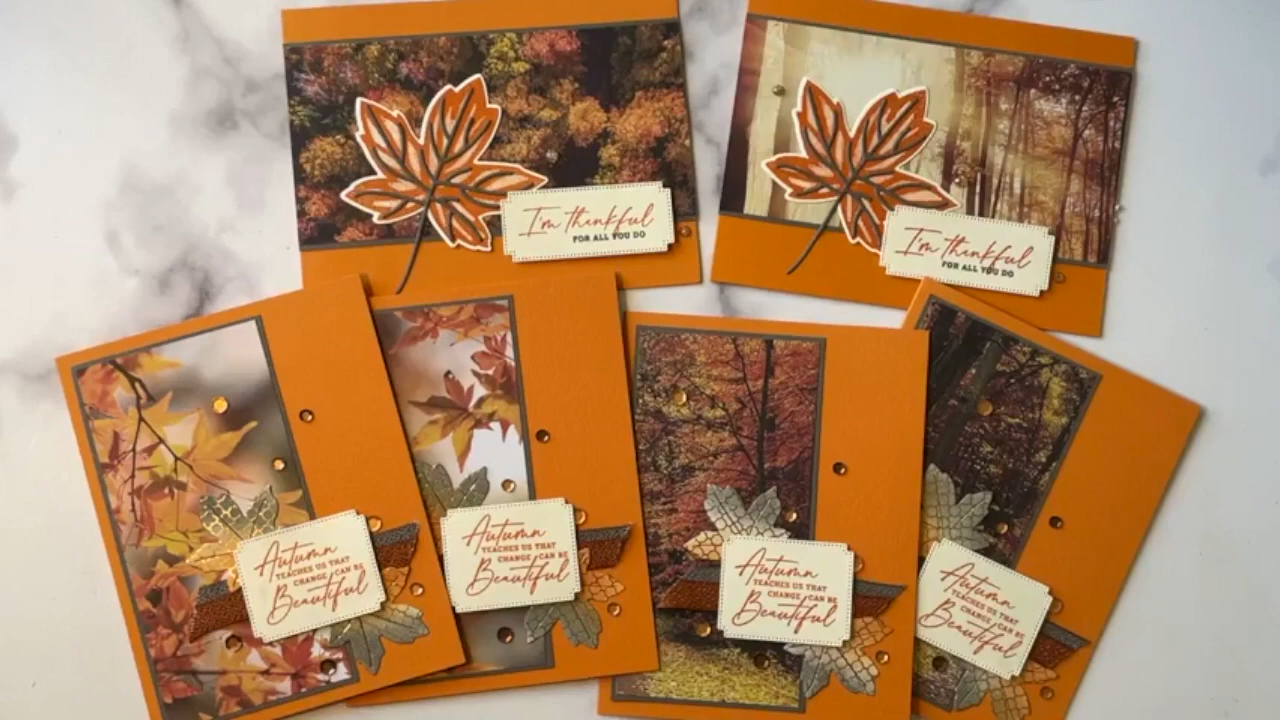 I'm thankful
FOR ALL YOU DO
I'm thankful
FOR ALL YOU DO
Autumn
TEACHES US THAT
CHANGE CAN BE
Beautiful
Autumn
TEACHES US THAT
CHANGE CAN BE
Beautiful
Autumn
TEACHES US THAT
CHANGE CAN BE
Beautiful
Autumn
TEACHES US THAT
CHANGE CAN BE
Beautiful